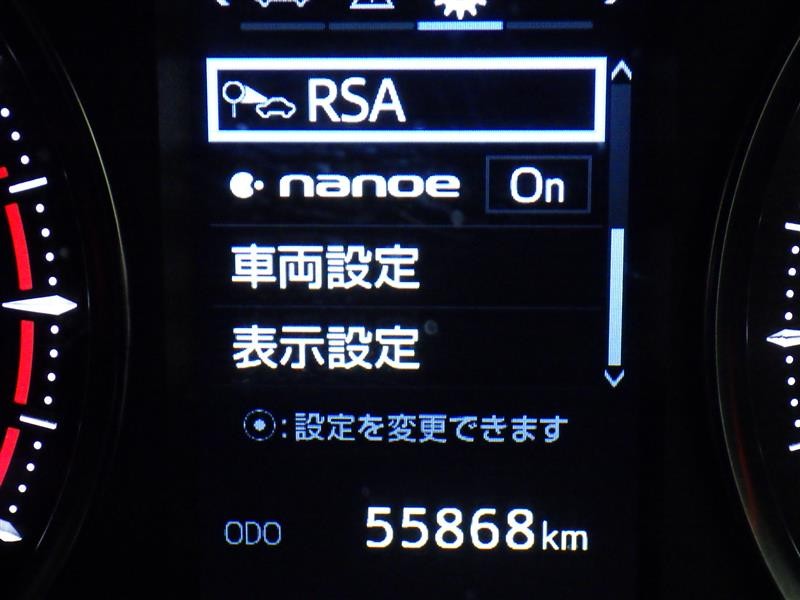 RSA
nanoe On
車両設定
表示設定
:設定を変更できます
ODO 55868km